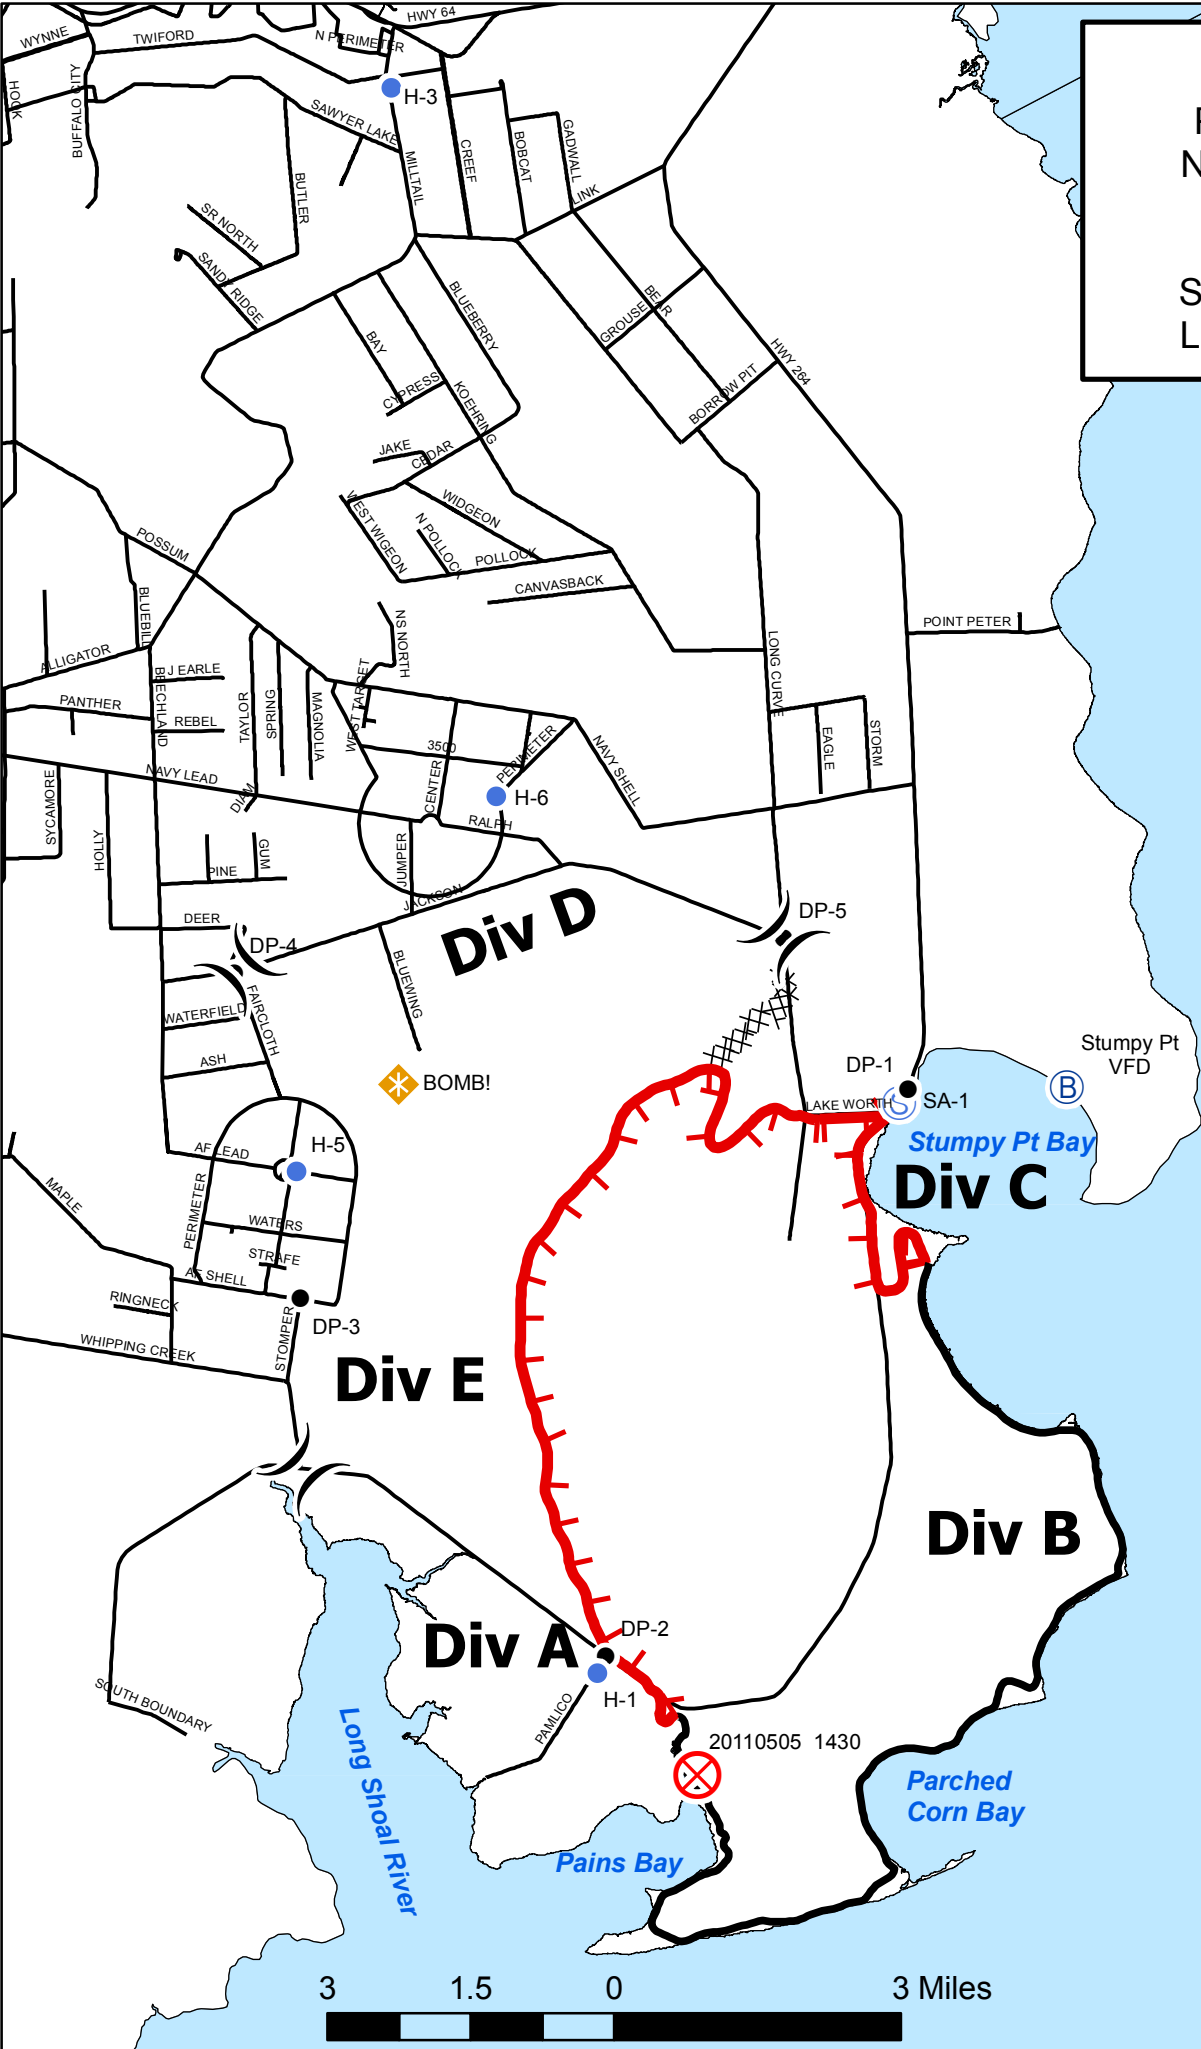 HWY 64
WYNNE
TWIFORD
N PERIMETER
HOOK
BUFFALO CITY
H-3
SAWYER LAKE
MILLTAIL
CREEF
BOBCAT
GADWALL
LINK
BUTLER
SR NORTH
SANDY RIDGE
BLUEBERRY
BAY
CYPRESS
KOEHRING
GROUSE
BEAR
HWY 264
BORROW PIT
JAKE
CEDAR
WEST WIGEON
WIDGEON
N POLLOCK
POLLOCK
CANVASBACK
POSSUM
BLUEBILL
NS NORTH
POINT PETER
ALLIGATOR
BEECHLAND
J EARLE
PANTHER
REBEL
TAYLOR
SPRING
MAGNOLIA
WEST TARGET
LONG CURVE
3500
PERIMETER
NAVY SHELL
EAGLE
STORM
SYCAMORE
NAVY LEAD
DIAM
CENTER
H-6
RALPH
HOLLY
GUM
PINE
JUMPER
JACKSON
DEER
DP-4
Div D
DP-5
BLUEWING
WATERFIELD
FAIRCLOTH
ASH
BOMB!
Stumpy Pt
VFD
B
DP-1
LAKE WORTH
S
SA-1
Stumpy Pt Bay
Div C
AF LEAD
H-5
MAPLE
PERIMETER
WATERS
STRAFE
AF SHELL
RINGNECK
DP-3
STOMPER
WHIPPING CREEK
Div E
Div B
Div A
DP-2
H-1
PAMLICO
SOUTH BOUNDARY
Long Shoal River
20110505 1430
Parched
Corn Bay
Pains Bay
3 1.5 0 3 Miles
N
S
L